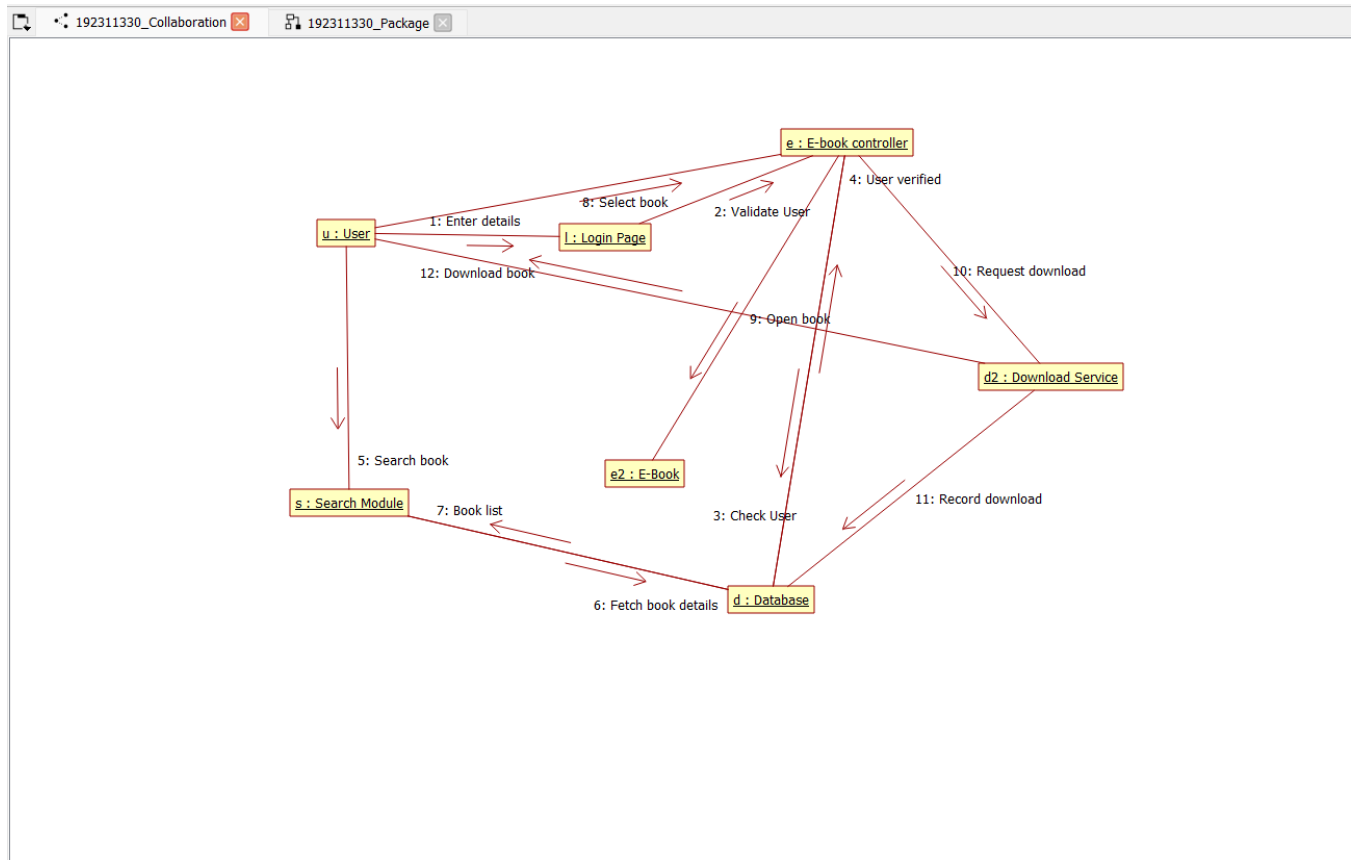 192311330_Collaboration
192311330_Package
e : E-book controller
4: User verified
8: Select book
2: Validate User
1: Enter details
u : User
l : Login Page
12: Download book
10: Request download
9: Open book
d2 : Download Service
5: Search book
e2 : E-Book
s : Search Module
7: Book list
3: Check User
11: Record download
6: Fetch book details
d : Database